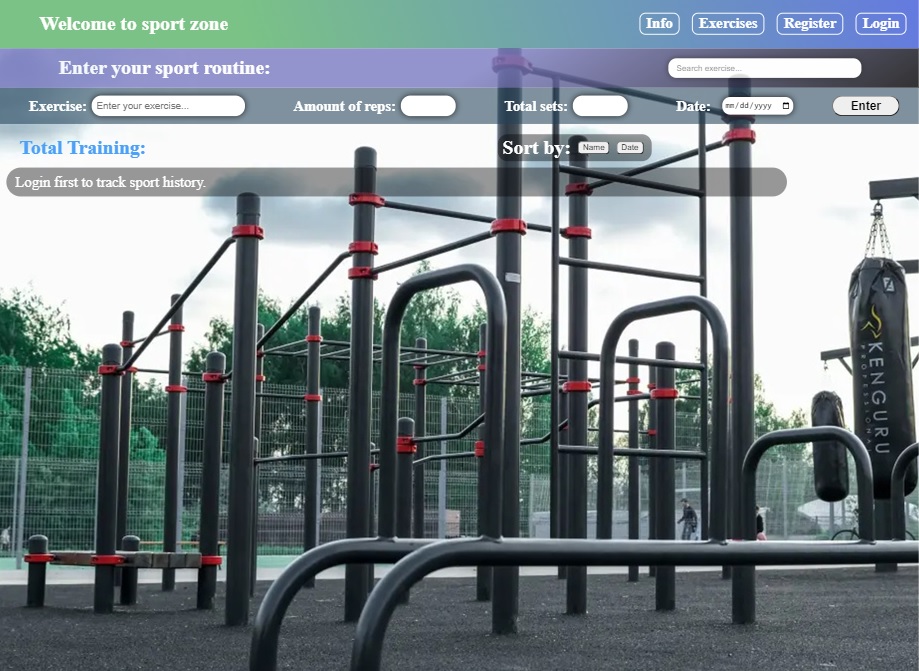 Welcome to sport zone
Info Exercises Register Login
Enter your sport routine:
Search exercise...
Exercise: Enter your exercise... Amount of reps: Total sets: Date: mm/dd/yyyy Enter
Total Training:
Sort by: Name Date
Login first to track sport history.
KENGURU